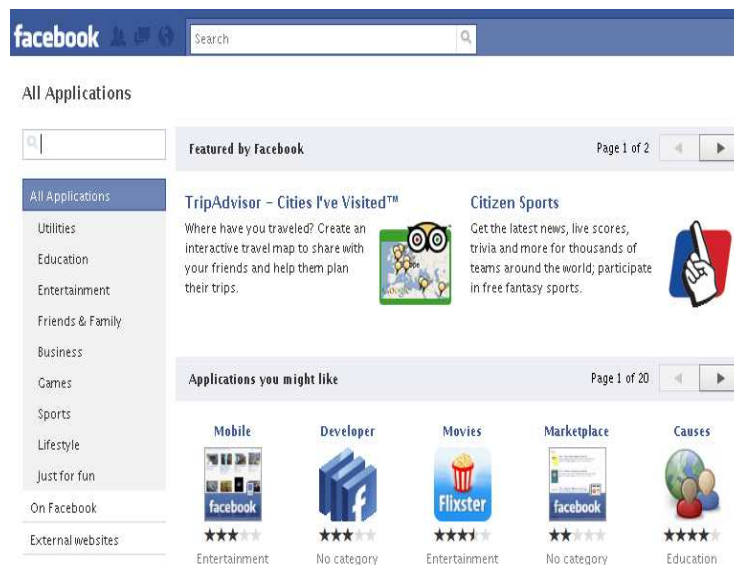 facebook
Search
All Applications
Featured by Facebook
Page 1 of 2
All Applications
Utilities
Education
Entertainment
Friends & Family
Business
Games
Sports
Lifestyle
Just for fun
On Facebook
External websites
TripAdvisor – Cities I've Visited™
Where have you traveled? Create an
interactive travel map to share with
your friends and help them plan
their trips.
Citizen Sports
Get the latest news, live scores,
trivia and more for thousands of
teams around the world; participate
in free fantasy sports.
Applications you might like
Page 1 of 20
Mobile
facebook
Entertainment
Developer
No category
Movies
Flixster
Entertainment
Marketplace
facebook
No category
Causes
Education